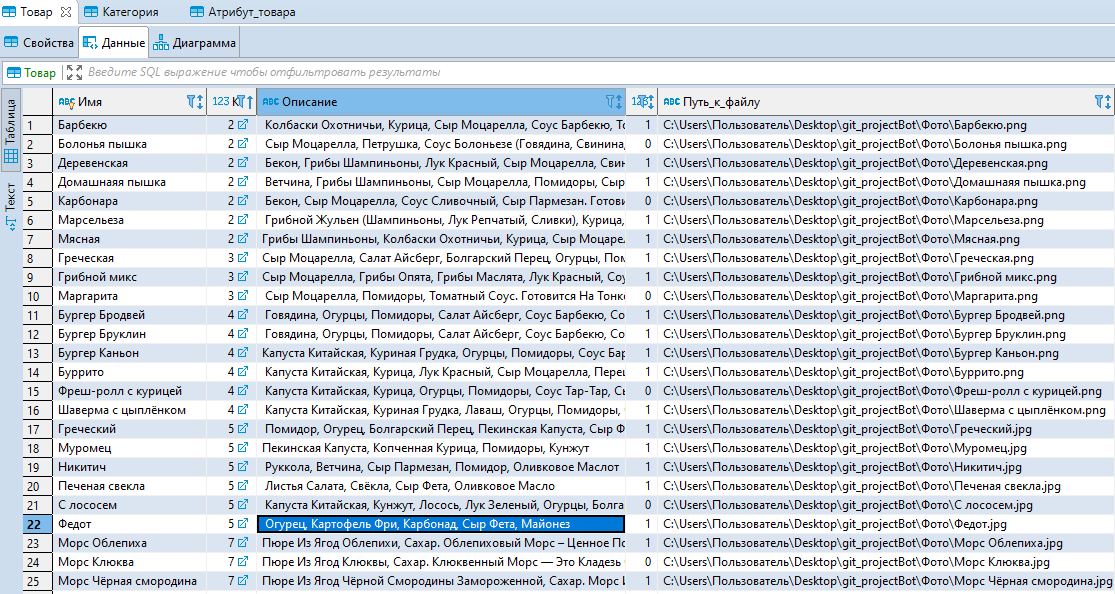 Товар Категория Атрибут_товара
Свойства Данные Диаграмма
Товар Введите SQL выражение чтобы отфильтровать результаты
Таблица
Текст
ABC Имя 123 ABC Описание 123 ABC Путь_к_файлу
1 Барбекю 2 Колбаски Охотничьи, Курица, Сыр Моцарелла, Соус Барбекю, То 1 C:\Users\Пользователь\Desktop\git_projectBot\Фото\Барбекю.png
2 Болонья пышка 2 Сыр Моцарелла, Петрушка, Соус Болоньезе (Говядина, Свинина, 0 C:\Users\Пользователь\Desktop\git_projectBot\Фото\Болонья пышка.png
3 Деревенская 2 Бекон, Грибы Шампиньоны, Лук Красный, Сыр Моцарелла, Свин 1 C:\Users\Пользователь\Desktop\git_projectBot\Фото\Деревенская.png
4 Домашнаяя пышка 2 Ветчина, Грибы Шампиньоны, Сыр Моцарелла, Помидоры, Сыр 1 C:\Users\Пользователь\Desktop\git_projectBot\Фото\Домашнаяя пышка.png
5 Карбонара 2 Бекон, Сыр Моцарелла, Соус Сливочный, Сыр Пармезан. Готови 0 C:\Users\Пользователь\Desktop\git_projectBot\Фото\Карбонара.png
6 Марсельеза 2 Грибной Жульен (Шампиньоны, Лук Репчатый, Сливки), Курица, 1 C:\Users\Пользователь\Desktop\git_projectBot\Фото\Марсельеза.png
7 Мясная 2 Грибы Шампиньоны, Колбаски Охотничьи, Курица, Сыр Моцаре. 1 C:\Users\Пользователь\Desktop\git_projectBot\Фото\Мясная.png
8 Греческая 3 Сыр Моцарелла, Салат Айсберг, Болгарский Перец, Огурцы, Пом 1 C:\Users\Пользователь\Desktop\git_projectBot\Фото\Греческая.png
9 Грибной микс 3 Сыр Моцарелла, Грибы Опята, Грибы Маслята, Лук Красный, Соу 1 C:\Users\Пользователь\Desktop\git_projectBot\Фото\Грибной микс.png
10 Маргарита 3 Сыр Моцарелла, Помидоры, Томатный Соус. Готовится На Тонко 0 C:\Users\Пользователь\Desktop\git_projectBot\Фото\Маргарита.png
11 Бургер Бродвей 4 Говядина, Огурцы, Помидоры, Салат Айсберг, Соус Барбекю, Со 1 C:\Users\Пользователь\Desktop\git_projectBot\Фото\Бургер Бродвей.png
12 Бургер Бруклин 4 Говядина, Огурцы, Помидоры, Салат Айсберг, Соус Барбекю, Со 1 C:\Users\Пользователь\Desktop\git_projectBot\Фото\Бургер Бруклин.png
13 Бургер Каньон 4 Капуста Китайская, Куриная Грудка, Огурцы, Помидоры, Соус Бар 1 C:\Users\Пользователь\Desktop\git_projectBot\Фото\Бургер Каньон.png
14 Буррито 4 Капуста Китайская, Курица, Лук Красный, Сыр Моцарелла, Перец 1 C:\Users\Пользователь\Desktop\git_projectBot\Фото\Буррито.png
15 Фреш-ролл с курицей 4 Капуста Китайская, Курица, Огурцы, Помидоры, Соус Тар-Тар, Сы 0 C:\Users\Пользователь\Desktop\git_projectBot\Фото\Фреш-ролл с курицей.png
16 Шаверма с цыплёнком 4 Капуста Китайская, Куриная Грудка, Лаваш, Огурцы, Помидоры, 1 C:\Users\Пользователь\Desktop\git_projectBot\Фото\Шаверма с цыплёнком.png
17 Греческий 5 Помидор, Огурец, Болгарский Перец, Пекинская Капуста, Сыр Ф 1 C:\Users\Пользователь\Desktop\git_projectBot\Фото\Греческий.jpg
18 Муромец 5 Пекинская Капуста, Копченная Курица, Помидоры, Кунжут 1 C:\Users\Пользователь\Desktop\git_projectBot\Фото\Муромец.jpg
19 Никитич 5 Руккола, Ветчина, Сыр Пармезан, Помидор, Оливковое Маслот 1 C:\Users\Пользователь\Desktop\git_projectBot\Фото\Никитич.jpg
20 Печеная свекла 5 Листья Салата, Свёкла, Сыр Фета, Оливковое Масло 1 C:\Users\Пользователь\Desktop\git_projectBot\Фото\Печеная свекла.jpg
21 С лососем 5 Капуста Китайская, Кунжут, Лосось, Лук Зеленый, Огурцы, Болга 0 C:\Users\Пользователь\Desktop\git_projectBot\Фото\С лососем.jpg
22 Федот 5 Огурец, Картофель Фри, Карбонад, Сыр Фета, Майонез 1 C:\Users\Пользователь\Desktop\git_projectBot\Фото\Федот.jpg
23 Морс Облепиха 7 Пюре Из Ягод Облепихи, Сахар. Облепиховый Морс – Ценное По 1 C:\Users\Пользователь\Desktop\git_projectBot\Фото\Морс Облепиха.jpg
24 Морс Клюква 7 Пюре Из Ягод Клюквы, Сахар. Клюквенный Морс — Это Кладезь 0 C:\Users\Пользователь\Desktop\git_projectBot\Фото\Морс Клюква.jpg
25 Морс Чёрная смородина 7 Пюре Из Ягод Чёрной Смородины Замороженной, Сахар. Морс И 1 C:\Users\Пользователь\Desktop\git_projectBot\Фото\Морс Чёрная смородина.jpg